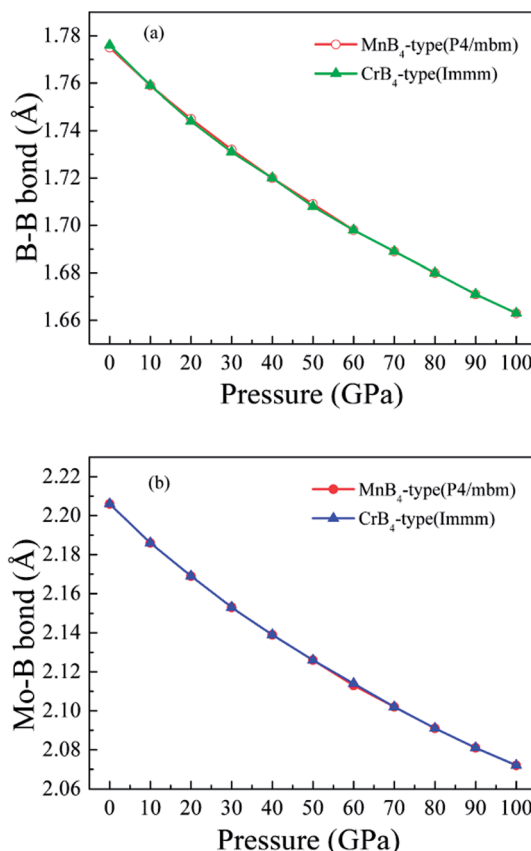 (a)
MnB₄-type(P4/mbm)
CrB₄-type(Immm)
B-B bond (Å)
1.78
1.76
1.74
1.72
1.70
1.68
1.66
0 10 20 30 40 50 60 70 80 90 100
Pressure (GPa)
(b)
MnB₄-type(P4/mbm)
CrB₄-type(Immm)
Mo-B bond (Å)
2.22
2.20
2.18
2.16
2.14
2.12
2.10
2.08
2.06
0 10 20 30 40 50 60 70 80 90 100
Pressure (GPa)